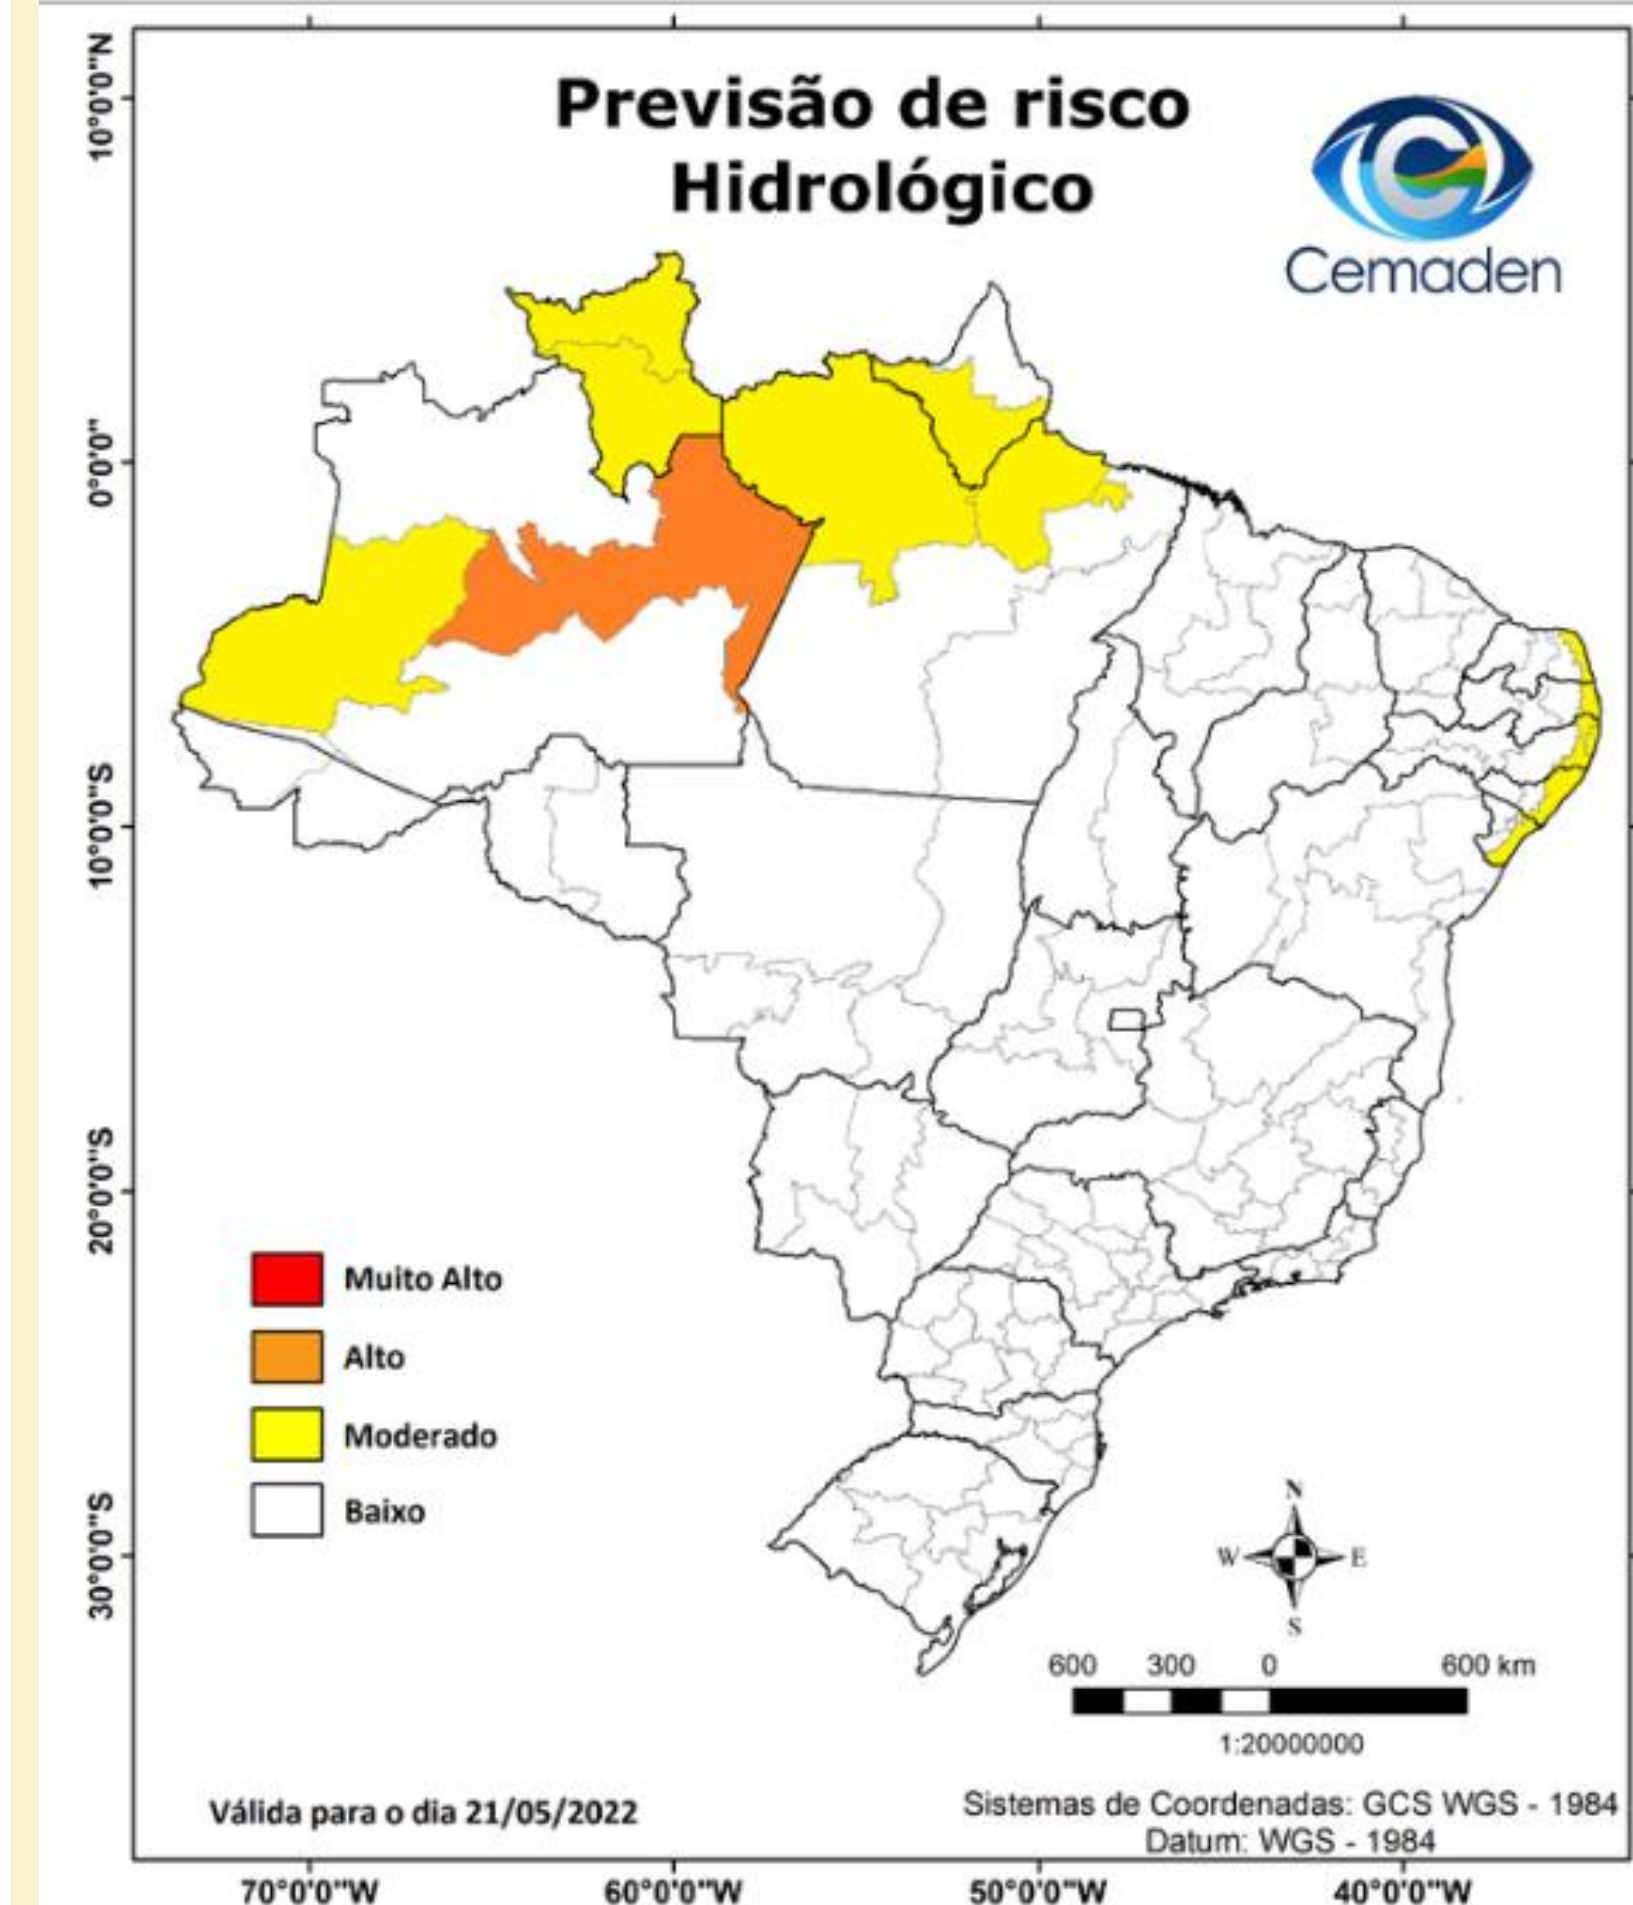 Previsão de risco
Hidrológico
Cemaden
10°0'0"N
0°0'0"
10°0'0"S
20°0'0"S
30°0'0"S
Muito Alto
Alto
Moderado
Baixo
N
W
E
S
600 300 0 600 km
1:20000000
Válida para o dia 21/05/2022
Sistemas de Coordenadas: GCS WGS - 1984
Datum: WGS - 1984
70°0'0"W 60°0'0"W 50°0'0"W 40°0'0"W